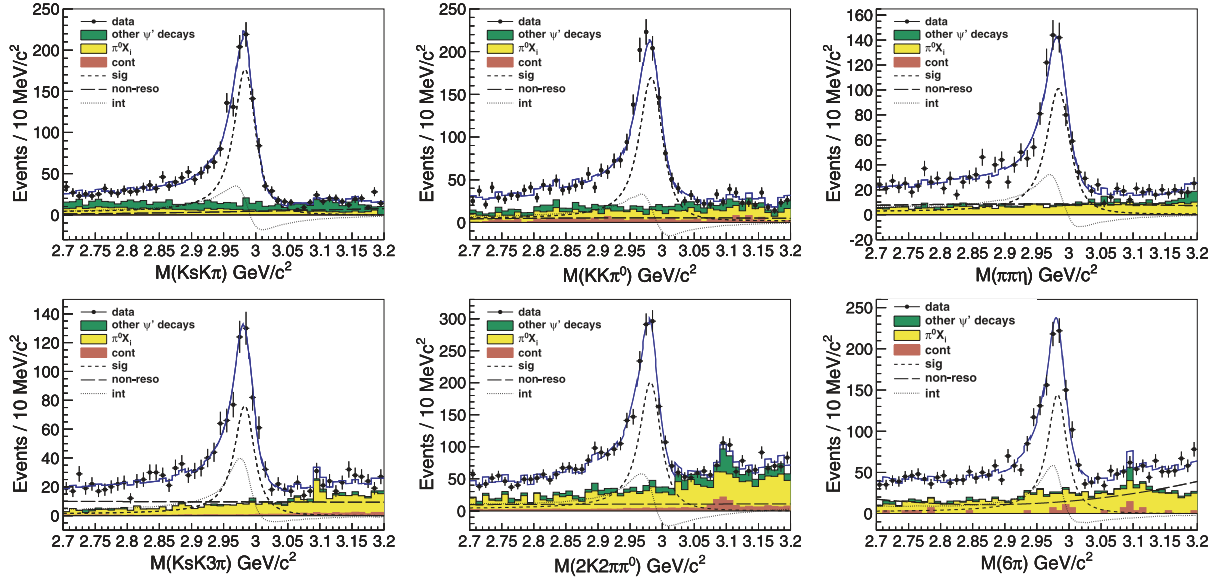 Events / 10 MeV/c²
250
200
150
100
50
0
data
other ψ' decays
π⁰Xᵢ
cont
sig
non-reso
int
2.7 2.75 2.8 2.85 2.9 2.95 3 3.05 3.1 3.15 3.2
M(KsKπ) GeV/c²
Events / 10 MeV/c²
250
200
150
100
50
0
data
other ψ' decays
π⁰Xᵢ
cont
sig
non-reso
int
2.7 2.75 2.8 2.85 2.9 2.95 3 3.05 3.1 3.15 3.2
M(KKπ⁰) GeV/c²
Events / 10 MeV/c²
160
140
120
100
80
60
40
20
0
-20
data
other ψ' decays
π⁰Xᵢ
cont
sig
non-reso
int
2.7 2.75 2.8 2.85 2.9 2.95 3 3.05 3.1 3.15 3.2
M(ππη) GeV/c²
Events / 10 MeV/c²
140
120
100
80
60
40
20
0
data
other ψ' decays
π⁰Xᵢ
cont
sig
non-reso
int
2.7 2.75 2.8 2.85 2.9 2.95 3 3.05 3.1 3.15 3.2
M(KsK3π) GeV/c²
Events / 10 MeV/c²
300
200
100
0
data
other ψ' decays
π⁰Xᵢ
cont
sig
non-reso
int
2.7 2.75 2.8 2.85 2.9 2.95 3 3.05 3.1 3.15 3.2
M(2K2ππ⁰) GeV/c²
Events / 10 MeV/c²
250
200
150
100
50
0
data
other ψ' decays
π⁰Xᵢ
cont
sig
non-reso
int
2.7 2.75 2.8 2.85 2.9 2.95 3 3.05 3.1 3.15 3.2
M(6π) GeV/c²